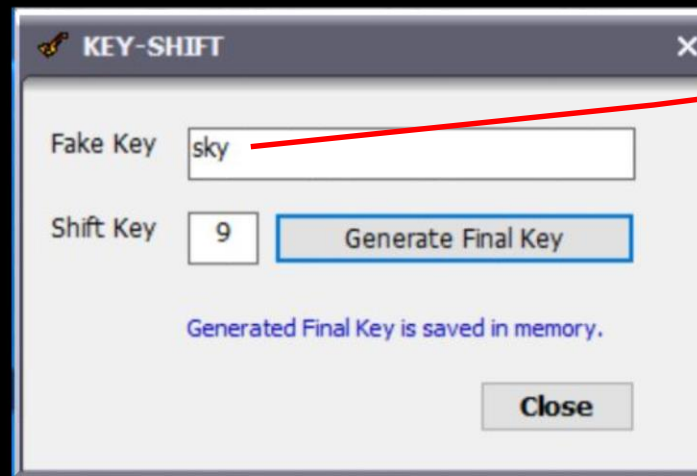 KEY-SHIFT
Fake Key sky
Shift Key 9 Generate Final Key
Generated Final Key is saved in memory.
Close